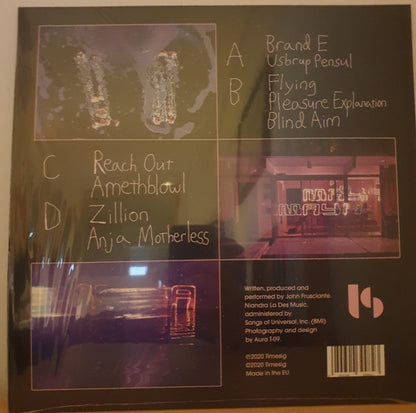 A
Brand E
Usbrup Pensul
B
Flying
Pleasure Explanation
Blind Aim
C
Reach Out
Amethblowl
D
Zillion
Anja Motherless
Written, produced and
performed by John Frusciante.
Niandra La Des Music,
administered by
Songs of Universal, Inc. (BMI)
Photography and design
by Aura T-09.
℗2020 Timesig
©2020 Timesig
Made in the EU